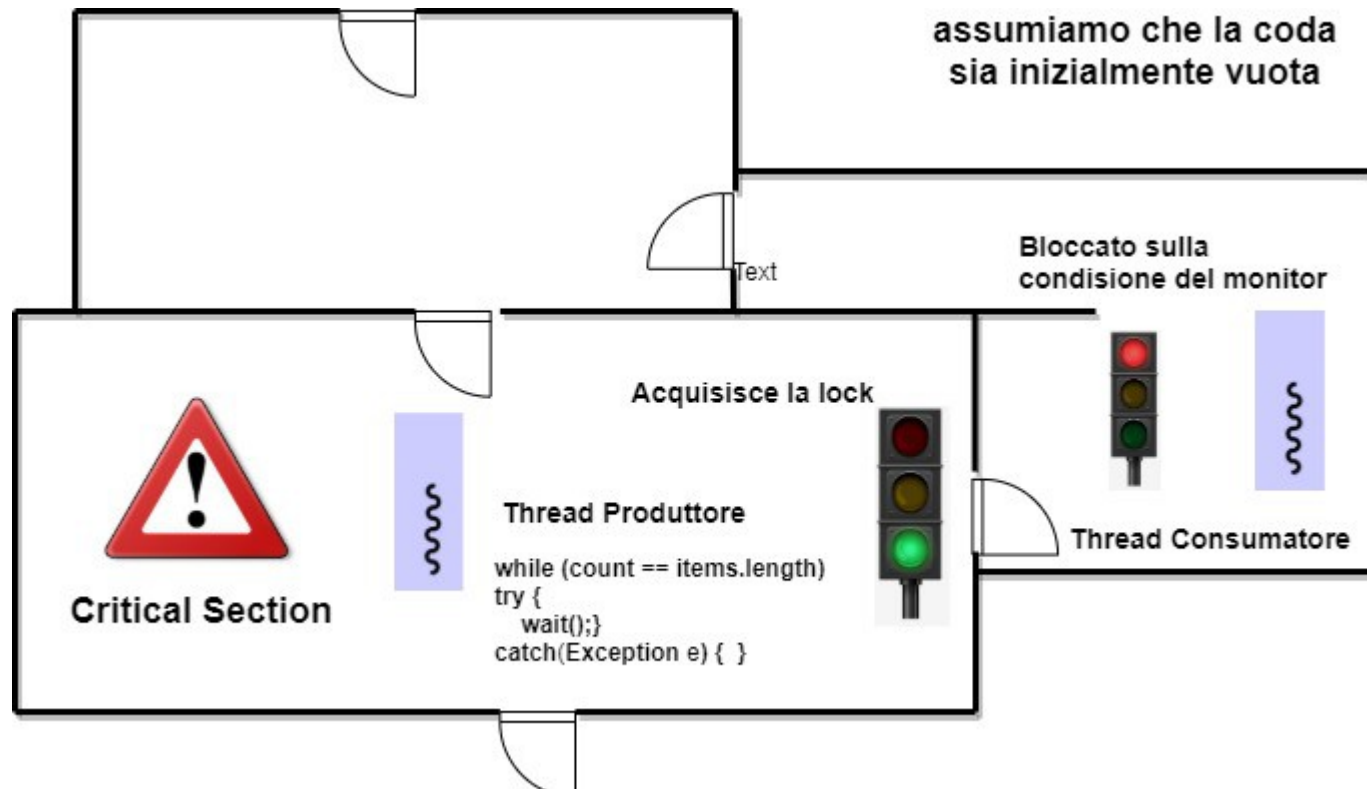 assumiamo che la coda
sia inizialmente vuota
Bloccato sulla
condisione del monitor
Text
Acquisisce la lock
Thread Produttore
while (count == items.length)
try {
wait();}
catch(Exception e) { }
Thread Consumatore
Critical Section